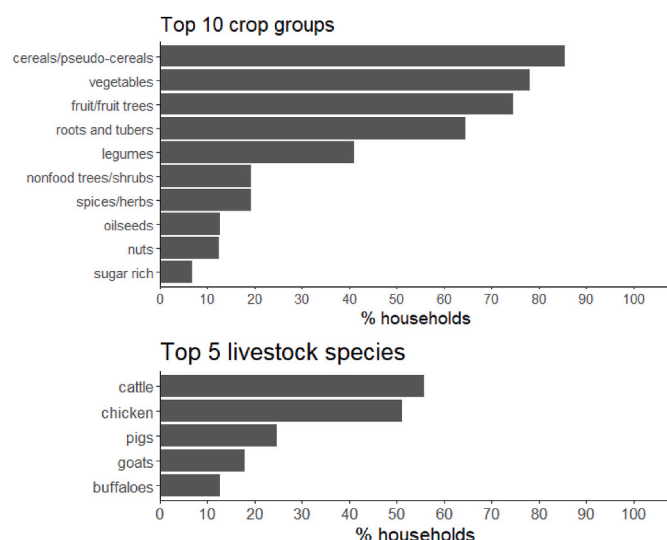 Top 10 crop groups
cereals/pseudo-cereals
vegetables
fruit/fruit trees
roots and tubers
legumes
nonfood trees/shrubs
spices/herbs
oilseeds
nuts
sugar rich
0 10 20 30 40 50 60 70 80 90 100
% households
Top 5 livestock species
cattle
chicken
pigs
goats
buffaloes
0 10 20 30 40 50 60 70 80 90 100
% households